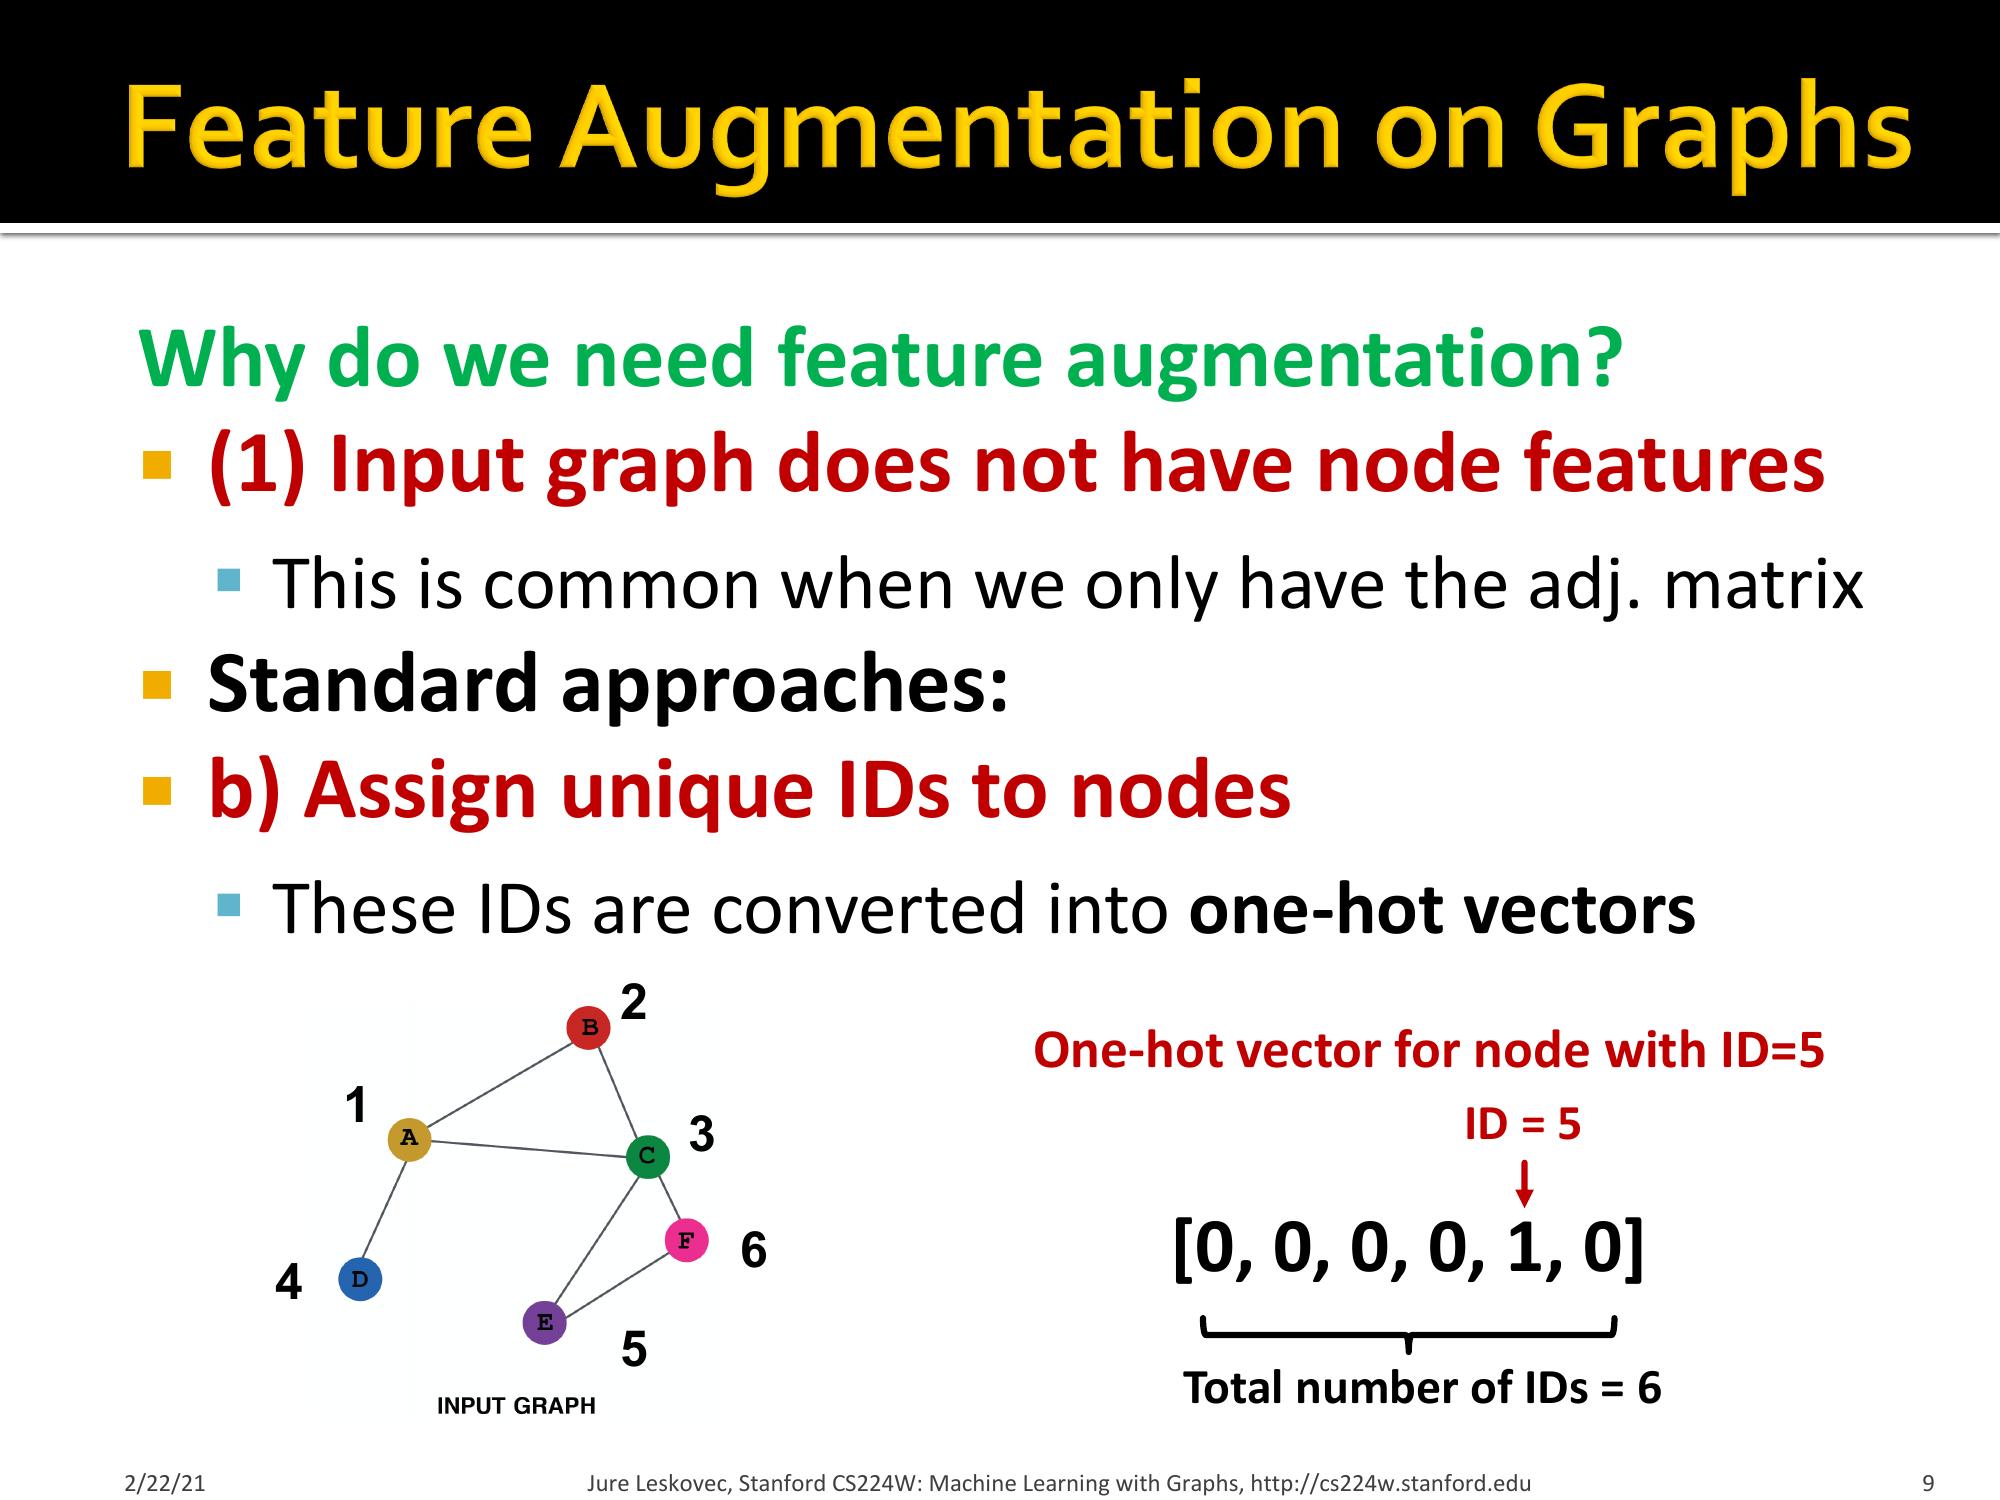 Feature Augmentation on Graphs
Why do we need feature augmentation?
(1) Input graph does not have node features
This is common when we only have the adj. matrix
Standard approaches:
b) Assign unique IDs to nodes
These IDs are converted into one-hot vectors
2
B
1
A
3
C
6
F
4
D
E
5
INPUT GRAPH
One-hot vector for node with ID=5
ID = 5
[0, 0, 0, 0, 1, 0]
Total number of IDs = 6
2/22/21
Jure Leskovec, Stanford CS224W: Machine Learning with Graphs, http://cs224w.stanford.edu
9